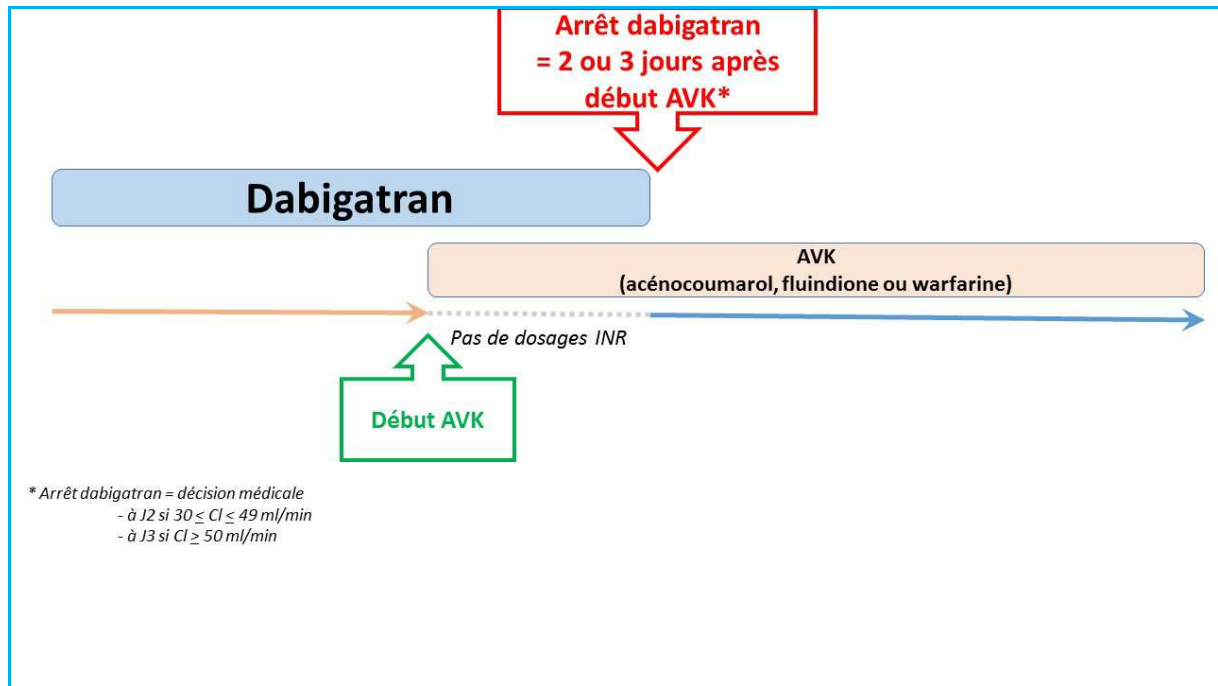 Arrêt dabigatran
= 2 ou 3 jours après
début AVK*
Dabigatran
AVK
(acénocoumarol, fluindione ou warfarine)
Pas de dosages INR
Début AVK
* Arrêt dabigatran = décision médicale
- à J2 si 30 ≤ Cl ≤ 49 ml/min
- à J3 si Cl ≥ 50 ml/min